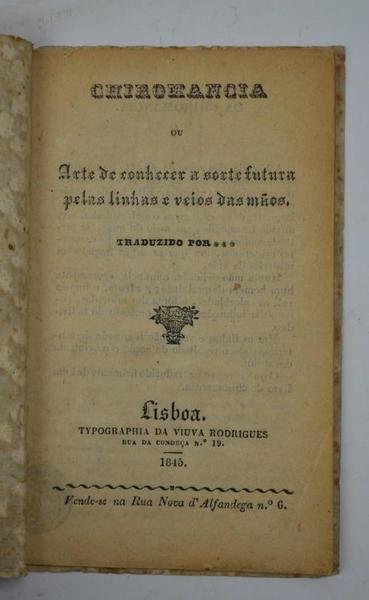 CHIROMANCIA
OU
Arte de conhecer a sorte futura
pelas linhas e veios das mãos.
TRADUZIDO POR ***
Lisboa.
TYPOGRAPHIA DA VIUVA RODRIGUES
RUA DA CONDEÇA N.º 19.
1845.
Vende-se na Rua Nova d'Alfandega n.º 6.